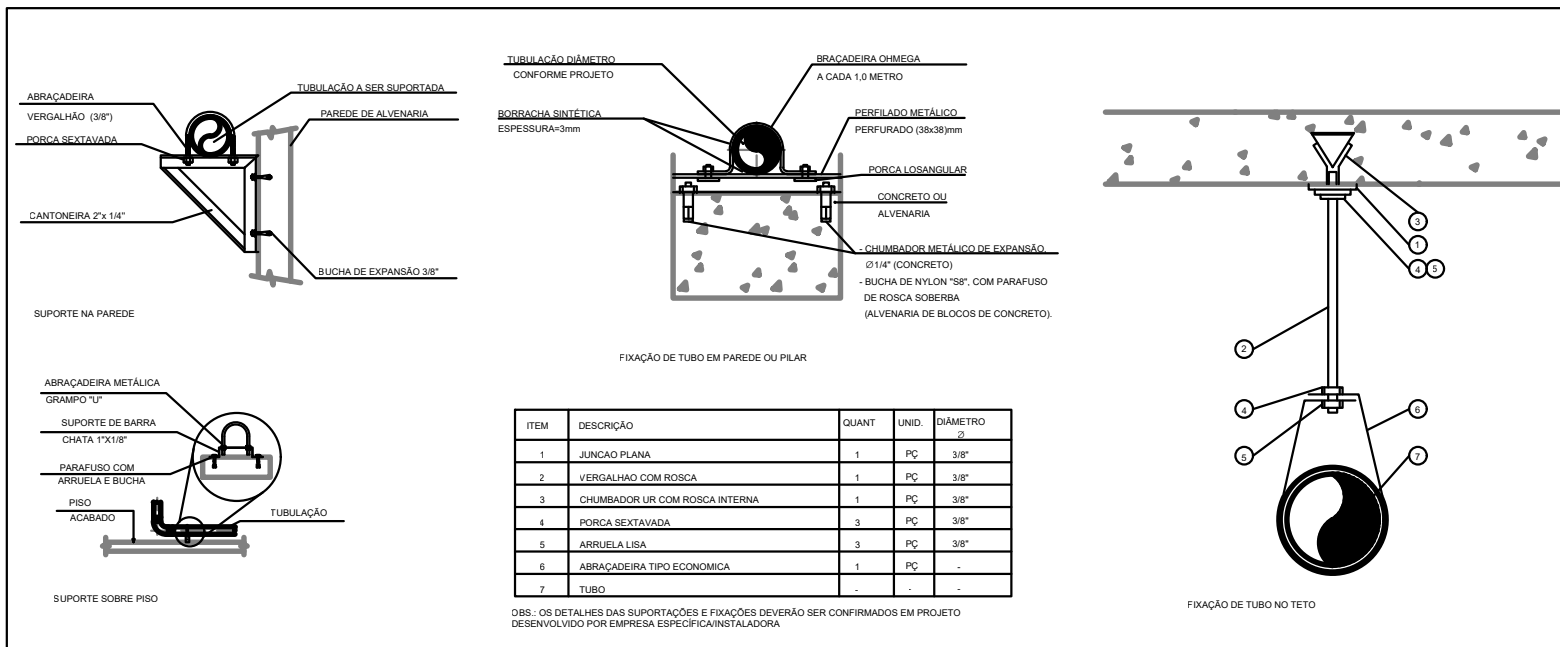 ABRAÇADEIRA
VERGALHÃO (3/8")
PORCA SEXTAVADA
CANTONEIRA 2"x 1/4"
TUBULAÇÃO A SER SUPORTADA
PAREDE DE ALVENARIA
BUCHA DE EXPANSÃO 3/8"
SUPORTE NA PAREDE
ABRAÇADEIRA METÁLICA
GRAMPO "U"
SUPORTE DE BARRA
CHATA 1"X1/8"
PARAFUSO COM
ARRUELA E BUCHA
PISO
ACABADO
TUBULAÇÃO
SUPORTE SOBRE PISO
TUBULACÃO DIÂMETRO
CONFORME PROJETO
BORRACHA SINTÉTICA
ESPESSURA=3mm
BRAÇADEIRA OHMEGA
A CADA 1,0 METRO
PERFILADO METÁLICO
PERFURADO (38x38)mm
PORCA LOSANGULAR
CONCRETO OU
ALVENARIA
- CHUMBADOR METÁLICO DE EXPANSÃO,
Ø1/4" (CONCRETO)
- BUCHA DE NYLON "S8", COM PARAFUSO
DE ROSCA SOBERBA
(ALVENARIA DE BLOCOS DE CONCRETO).
FIXAÇÃO DE TUBO EM PAREDE OU PILAR
ITEM DESCRIÇÃO QUANT UNID. DIÂMETRO
Ø
1 JUNCAO PLANA 1 PÇ 3/8"
2 VERGALHAO COM ROSCA 1 PÇ 3/8"
3 CHUMBADOR UR COM ROSCA INTERNA 1 PÇ 3/8"
4 PORCA SEXTAVADA 3 PÇ 3/8"
5 ARRUELA LISA 3 PÇ 3/8"
6 ABRAÇADEIRA TIPO ECONOMICA 1 PÇ -
7 TUBO - - -
OBS.: OS DETALHES DAS SUPORTAÇÕES E FIXAÇÕES DEVERÃO SER CONFIRMADOS EM PROJETO
DESENVOLVIDO POR EMPRESA ESPECÍFICA/INSTALADORA
3
1
4 5
2
4
6
5
7
FIXAÇÃO DE TUBO NO TETO